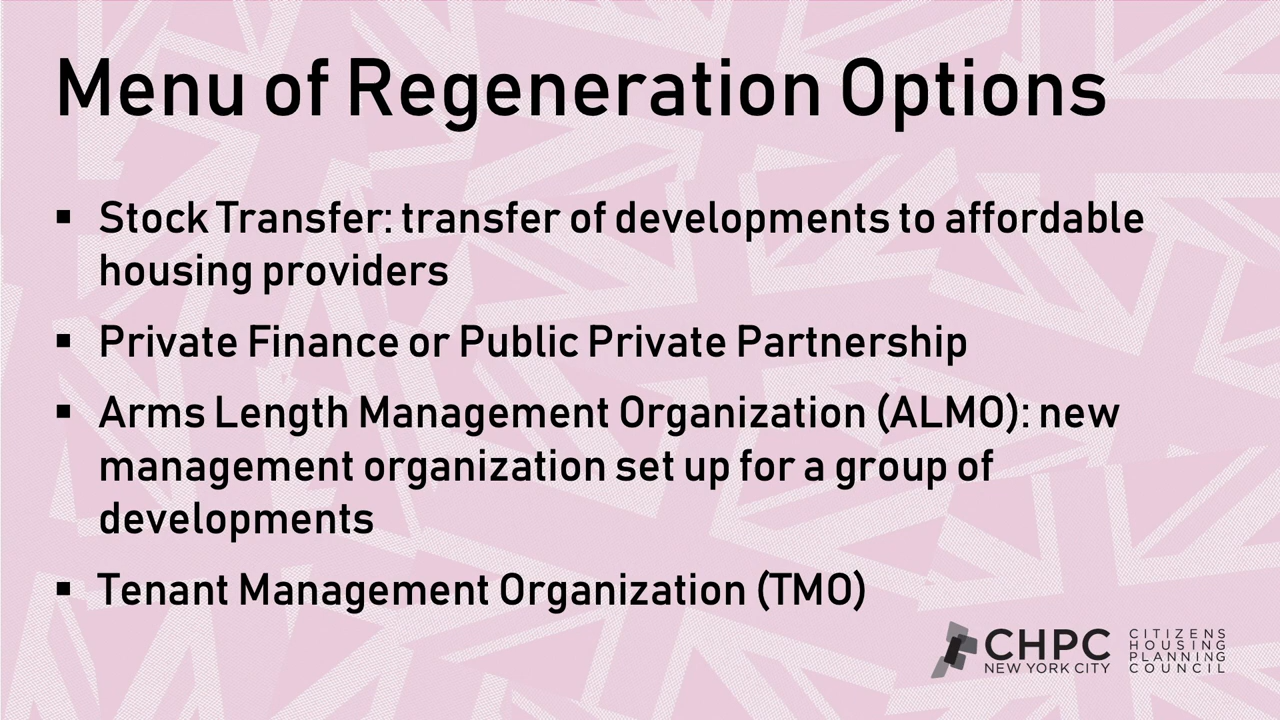 Menu of Regeneration Options
▪ Stock Transfer: transfer of developments to affordable
housing providers
▪ Private Finance or Public Private Partnership
▪ Arms Length Management Organization (ALMO): new
management organization set up for a group of
developments
▪ Tenant Management Organization (TMO)
CHPC
NEW YORK CITY
CITIZENS
HOUSING
PLANNING
COUNCIL